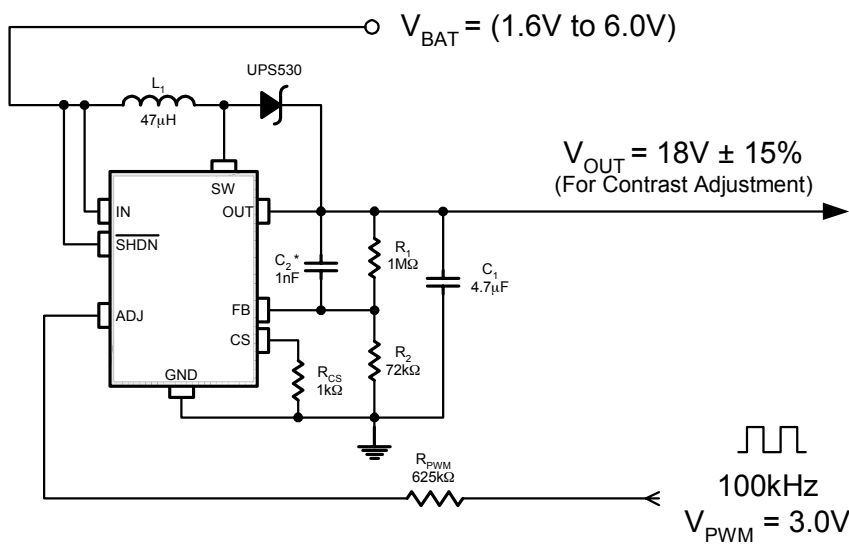 V_BAT = (1.6V to 6.0V)
UPS530
L₁
47µH
V_OUT = 18V ± 15%
(For Contrast Adjustment)
SW
IN
OUT
SHDN
C₂*
1nF
R₁
1MΩ
C₁
4.7µF
ADJ
FB
CS
R₂
72kΩ
GND
R_CS
1kΩ
R_PWM
625kΩ
100kHz
V_PWM = 3.0V